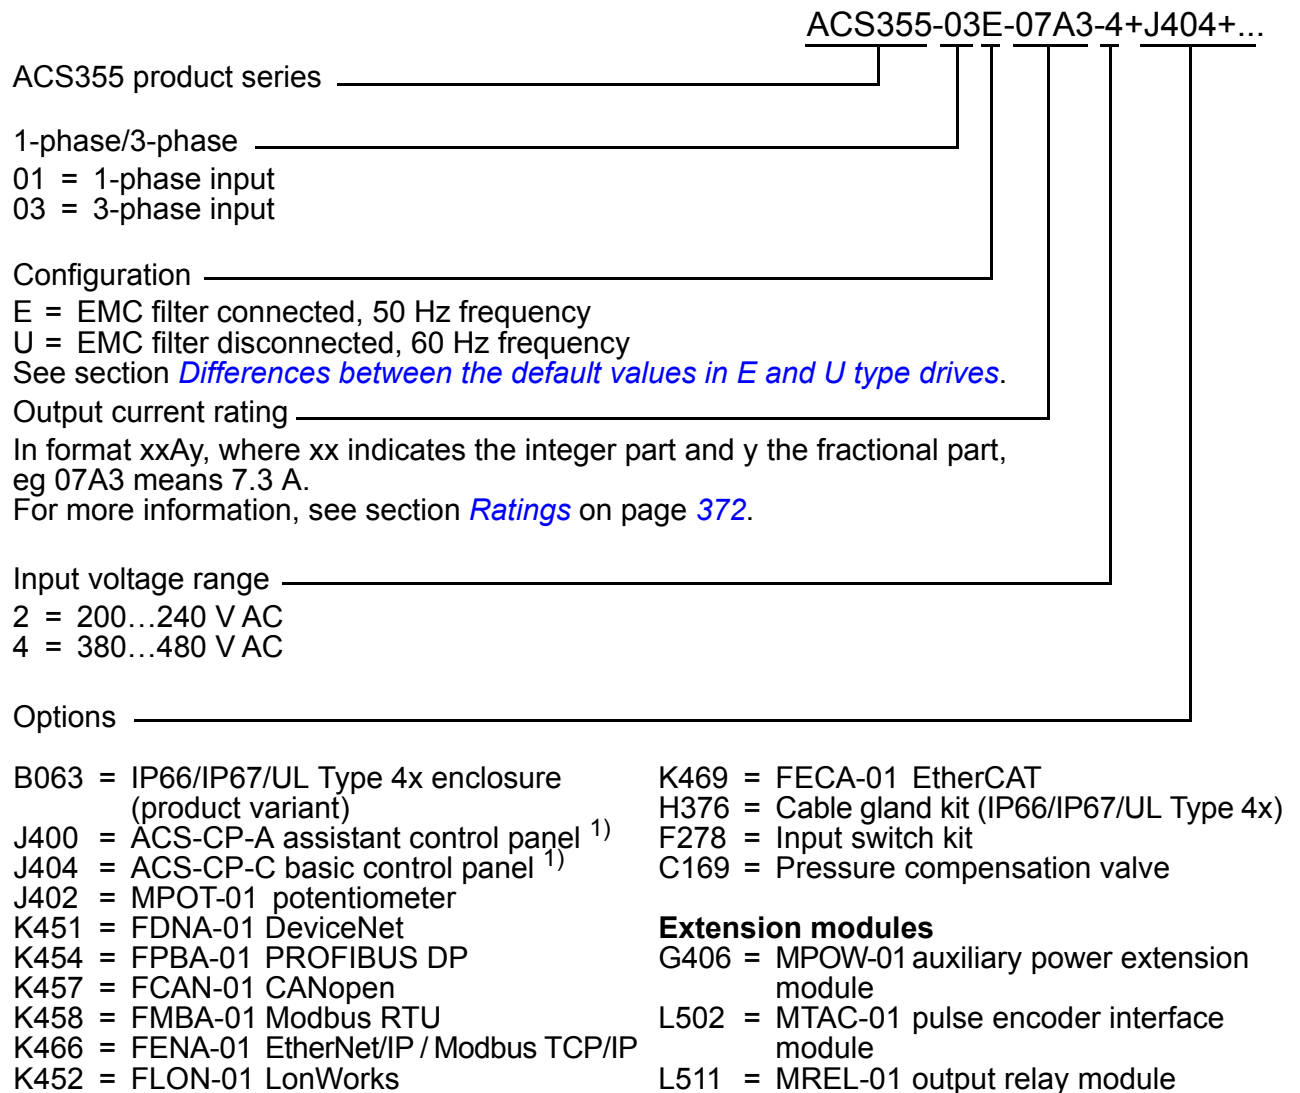 ACS355-03E-07A3-4+J404+...
ACS355 product series
1-phase/3-phase
01 = 1-phase input
03 = 3-phase input
Configuration
E = EMC filter connected, 50 Hz frequency
U = EMC filter disconnected, 60 Hz frequency
See section Differences between the default values in E and U type drives.
Output current rating
In format xxAy, where xx indicates the integer part and y the fractional part,
eg 07A3 means 7.3 A.
For more information, see section Ratings on page 372.
Input voltage range
2 = 200…240 V AC
4 = 380…480 V AC
Options
B063 = IP66/IP67/UL Type 4x enclosure
(product variant)
J400 = ACS-CP-A assistant control panel 1)
J404 = ACS-CP-C basic control panel 1)
J402 = MPOT-01 potentiometer
K451 = FDNA-01 DeviceNet
K454 = FPBA-01 PROFIBUS DP
K457 = FCAN-01 CANopen
K458 = FMBA-01 Modbus RTU
K466 = FENA-01 EtherNet/IP / Modbus TCP/IP
K452 = FLON-01 LonWorks
K469 = FECA-01 EtherCAT
H376 = Cable gland kit (IP66/IP67/UL Type 4x)
F278 = Input switch kit
C169 = Pressure compensation valve
Extension modules
G406 = MPOW-01 auxiliary power extension
module
L502 = MTAC-01 pulse encoder interface
module
L511 = MREL-01 output relay module